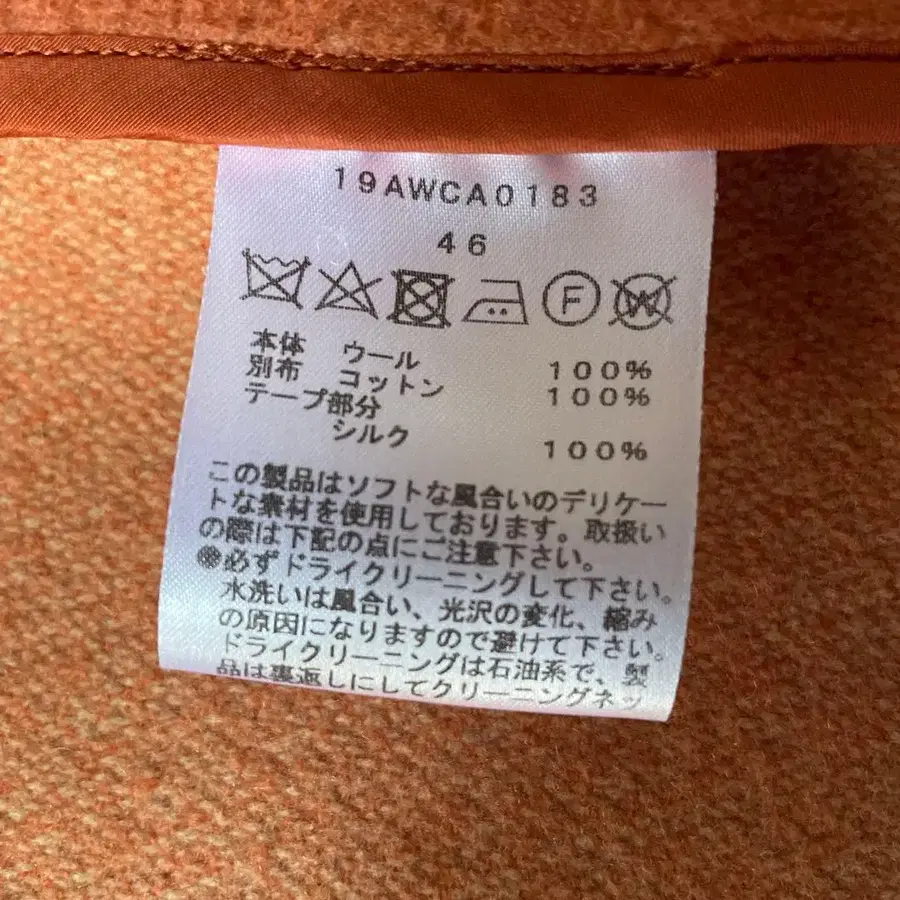 19AWCA0183
46
F
W
本体 ウール 100%
別布 コットン 100%
テープ部分
シルク 100%
この製品はソフトな風合いのデリケー
トな素材を使用しております。取扱い
の際は下記の点にご注意下さい。
※必ずドライクリーニングして下さい。
水洗いは風合い、光沢の変化、縮み
の原因になりますので避けて下さい。
ドライクリーニングは石油系で、製
品は裏返しにしてクリーニングネッ